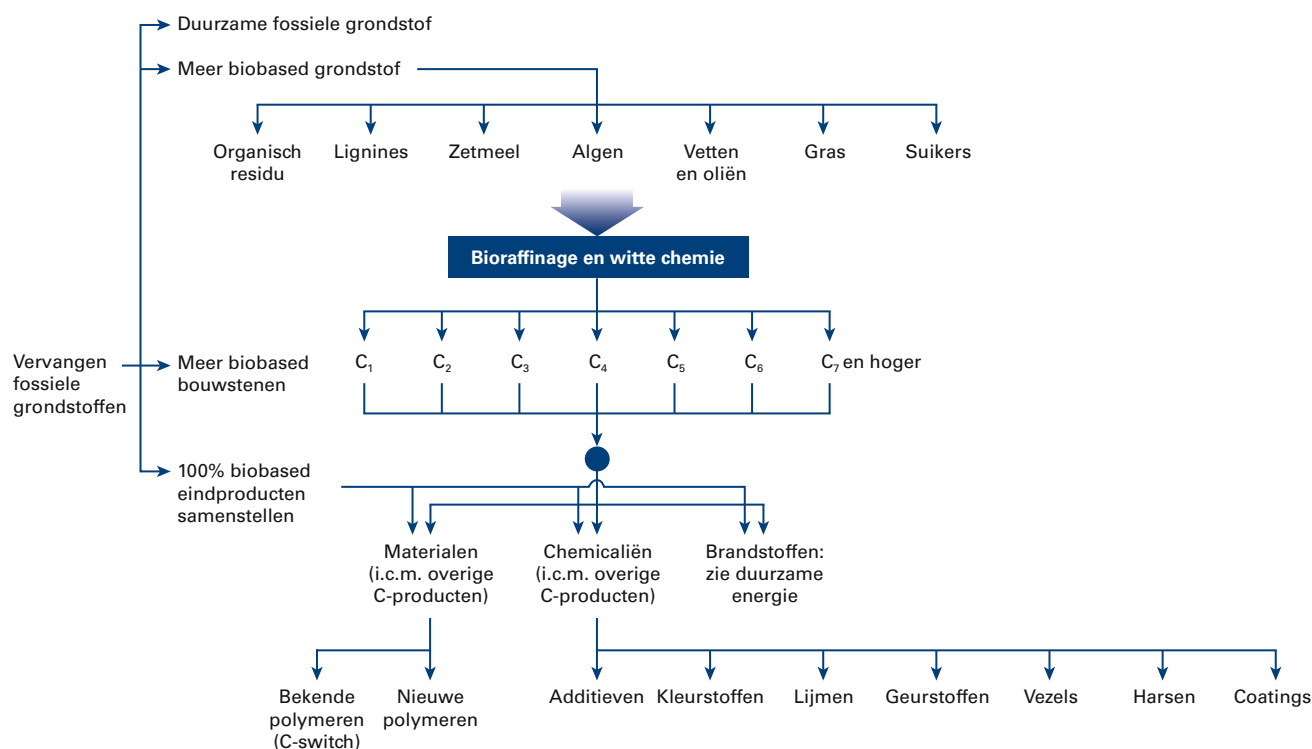 Duurzame fossiele grondstof
Meer biobased grondstof
Organisch
residu
Lignines
Zetmeel
Algen
Vetten
en oliën
Gras
Suikers
Bioraffinage en witte chemie
Vervangen
fossiele
grondstoffen
Meer biobased
bouwstenen
C₁
C₂
C₃
C₄
C₅
C₆
C₇ en hoger
100% biobased
eindproducten
samenstellen
Materialen
(i.c.m. overige
C-producten)
Chemicaliën
(i.c.m. overige
C-producten)
Brandstoffen:
zie duurzame
energie
Bekende
polymeren
(C-switch)
Nieuwe
polymeren
Additieven
Kleurstoffen
Lijmen
Geurstoffen
Vezels
Harsen
Coatings